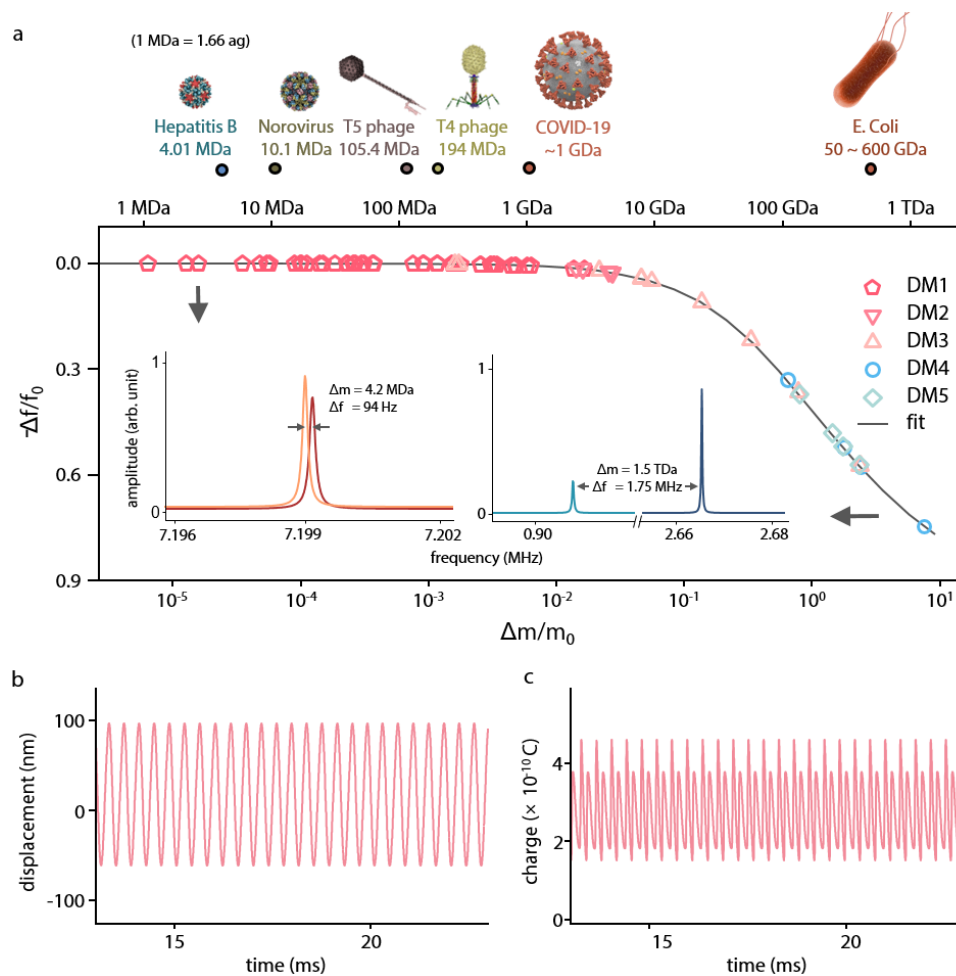 a
(1 MDa = 1.66 ag)
Hepatitis B
4.01 MDa
Norovirus
10.1 MDa
T5 phage
105.4 MDa
T4 phage
194 MDa
COVID-19
~1 GDa
E. Coli
50 ~ 600 GDa
1 MDa 10 MDa 100 MDa 1 GDa 10 GDa 100 GDa 1 TDa
-Δf/f₀
0.0
0.3
0.6
0.9
DM1
DM2
DM3
DM4
DM5
fit
amplitude (arb. unit)
1
0
Δm = 4.2 MDa
Δf = 94 Hz
7.196 7.199 7.202
1
0
Δm = 1.5 TDa
Δf = 1.75 MHz
0.90 2.66 2.68
frequency (MHz)
10⁻⁵ 10⁻⁴ 10⁻³ 10⁻² 10⁻¹ 10⁰ 10¹
Δm/m₀
b
displacement (nm)
100
0
-100
15 20
time (ms)
c
charge (× 10⁻¹⁰ C)
4
2
0
15 20
time (ms)